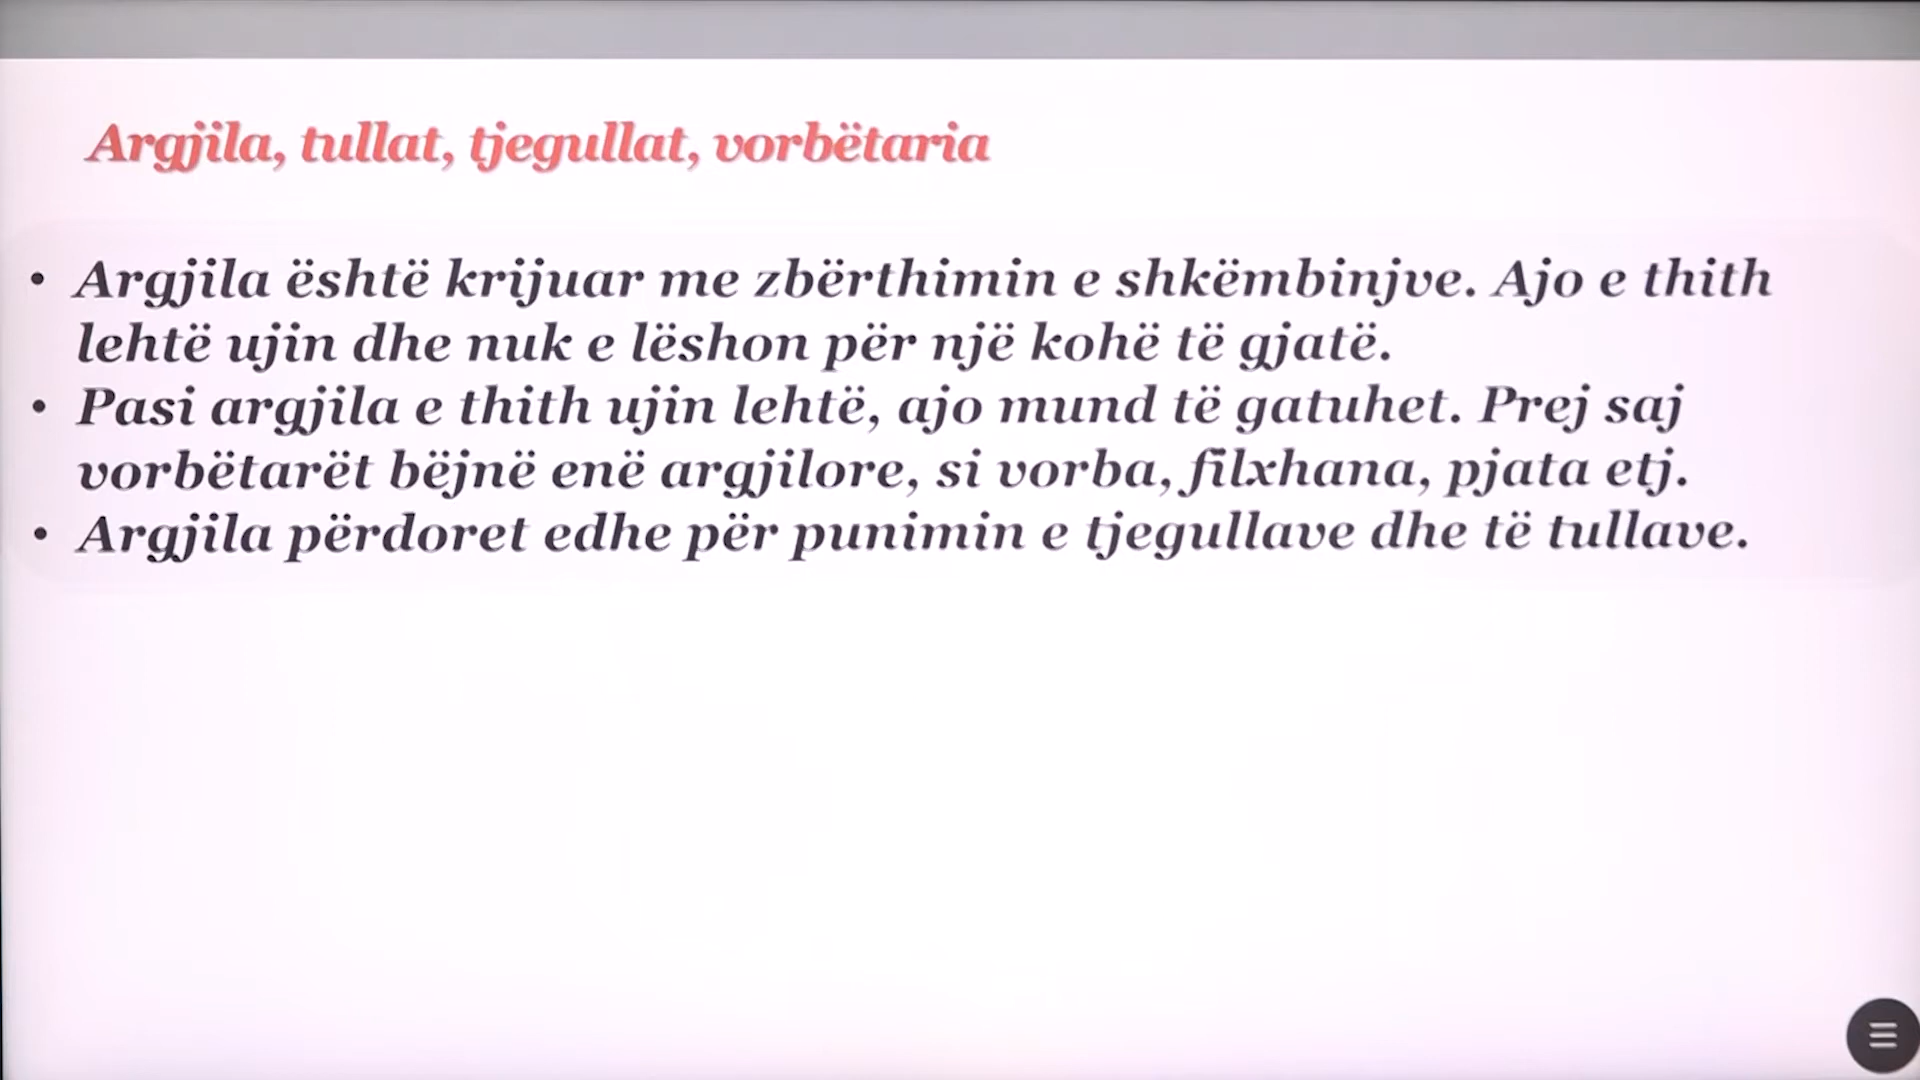 Argjila, tullat, tjegullat, vorbëtaria
• Argjila është krijuar me zbërthimin e shkëmbinjve. Ajo e thith
lehtë ujin dhe nuk e lëshon për një kohë të gjatë.
• Pasi argjila e thith ujin lehtë, ajo mund të gatuhet. Prej saj
vorbëtarët bëjnë enë argjilore, si vorba, filxhana, pjata etj.
• Argjila përdoret edhe për punimin e tjegullave dhe të tullave.